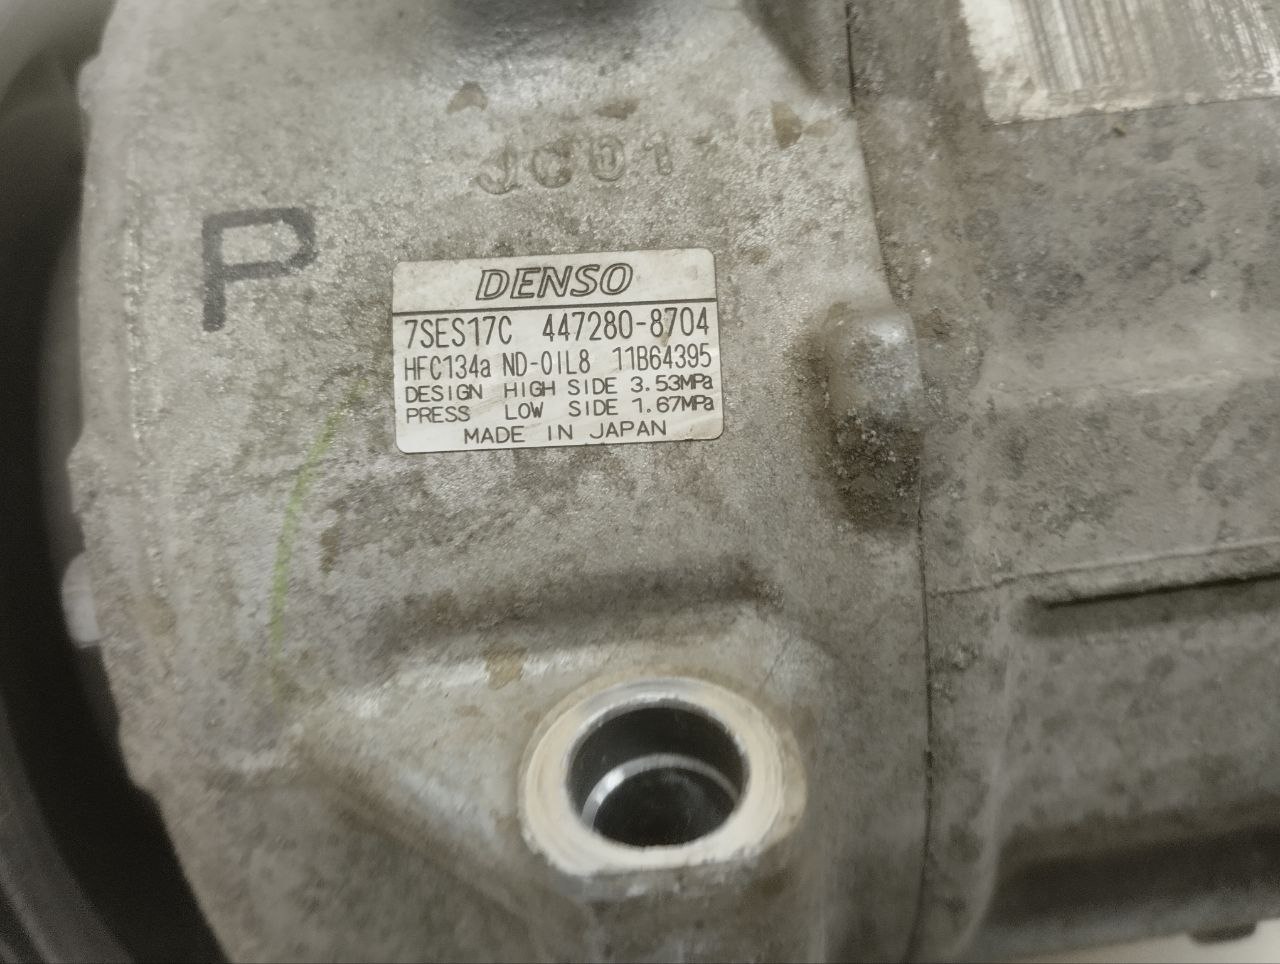 JC01
P
DENSO
7SES17C 447280-8704
HFC134a ND-OIL8 11B64395
DESIGN HIGH SIDE 3.53MPa
PRESS LOW SIDE 1.67MPa
MADE IN JAPAN